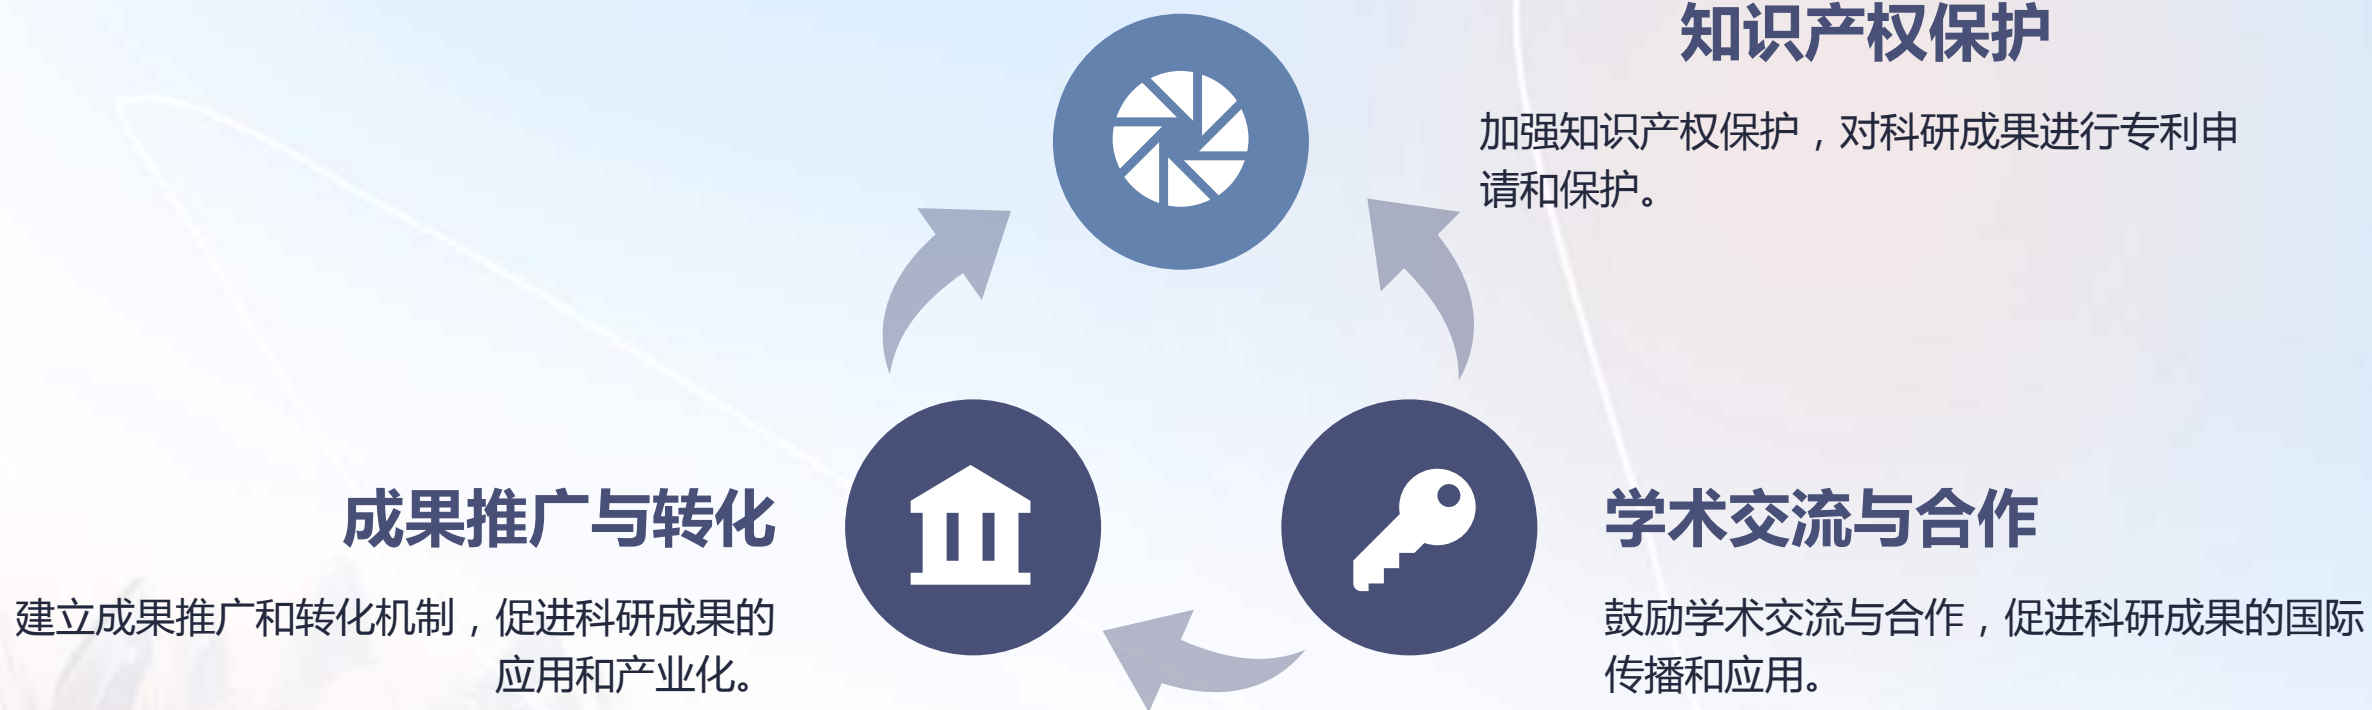 知识产权保护
加强知识产权保护，对科研成果进行专利申
请和保护。
成果推广与转化
建立成果推广和转化机制，促进科研成果的
应用和产业化。
学术交流与合作
鼓励学术交流与合作，促进科研成果的国际
传播和应用。